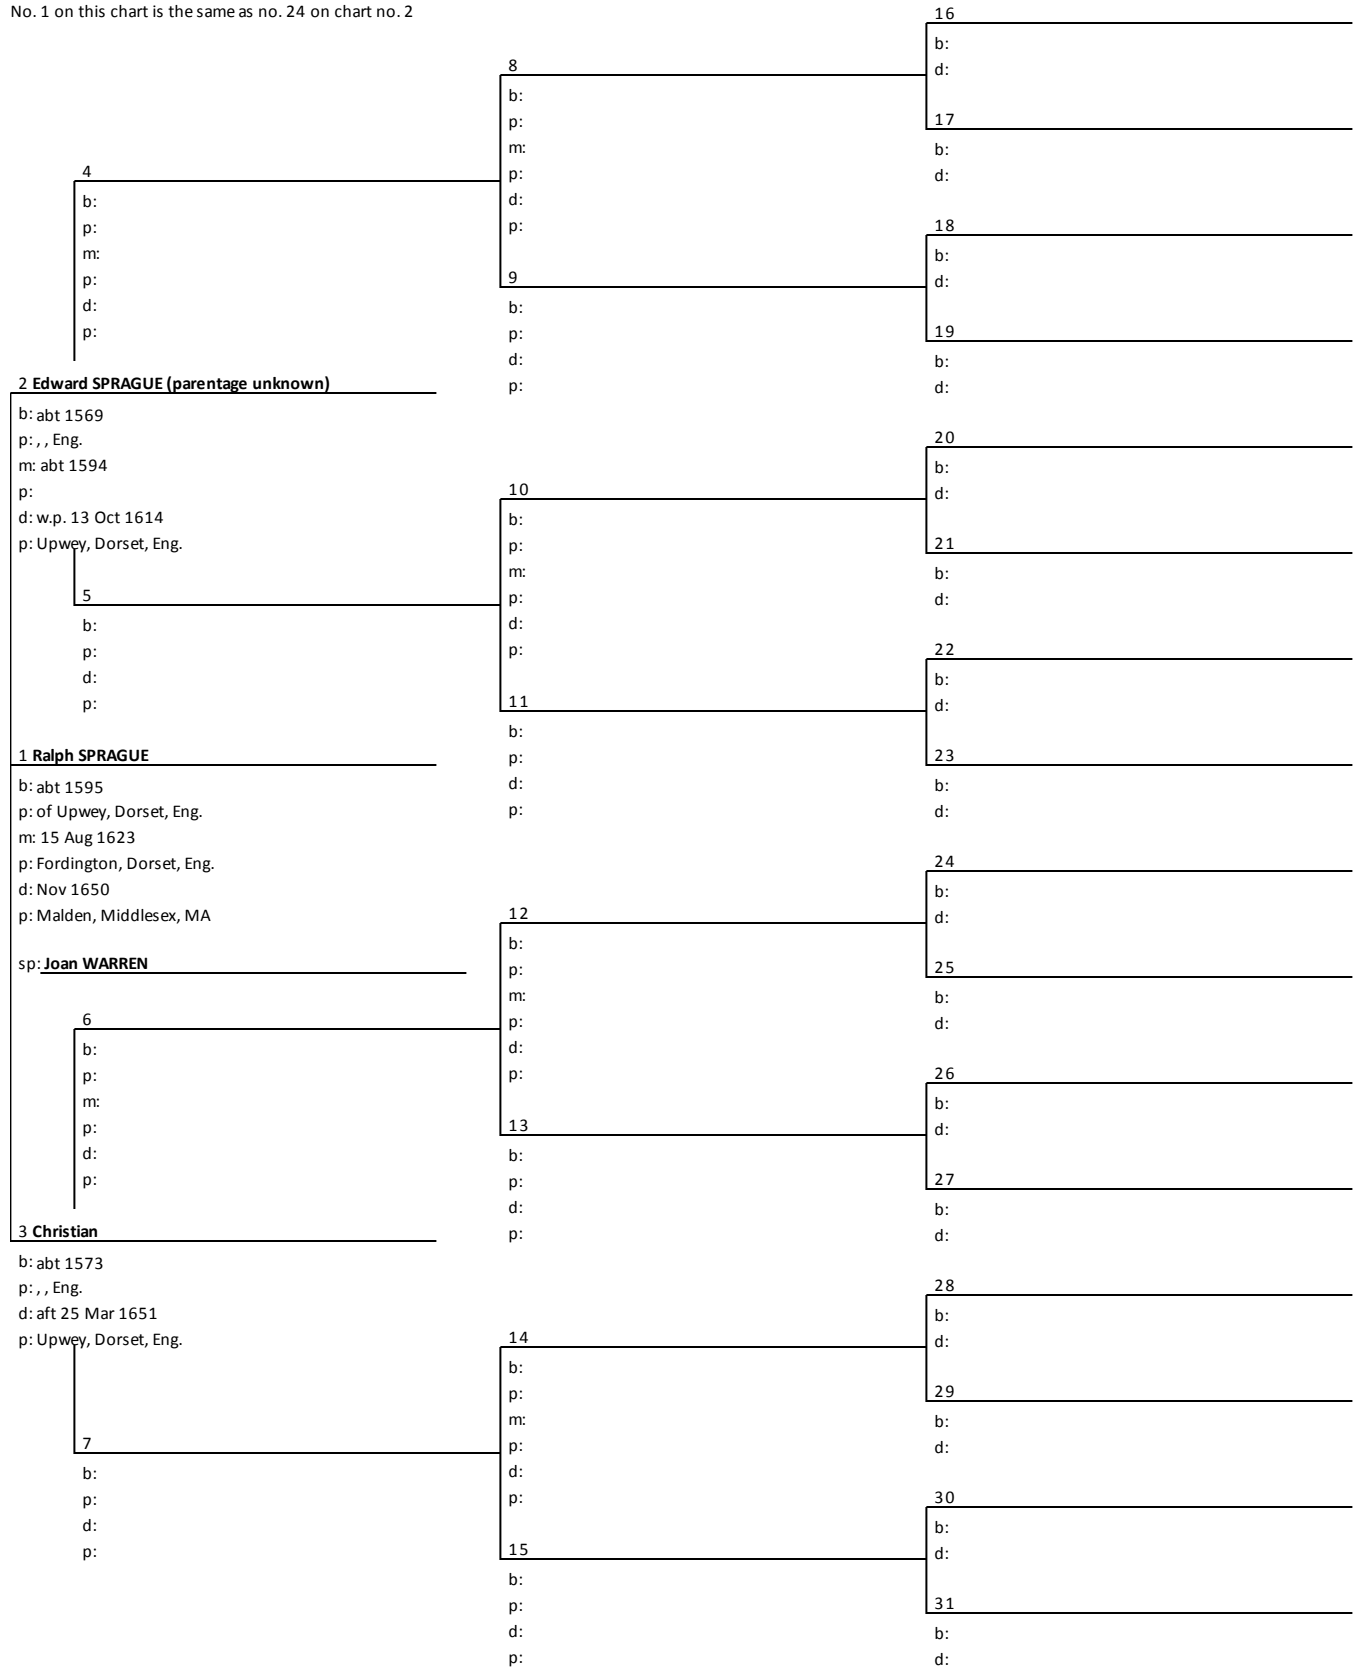 No. 1 on this chart is the same as no. 24 on chart no. 2
16
b:
d:
8
b:
p:
m:
p:
d:
p:
17
b:
d:
4
b:
p:
m:
p:
d:
p:
18
b:
d:
9
b:
p:
d:
p:
19
b:
d:
2 Edward SPRAGUE (parentage unknown)
b: abt 1569
p: , , Eng.
m: abt 1594
p:
d: w.p. 13 Oct 1614
p: Upwey, Dorset, Eng.
20
b:
d:
10
b:
p:
m:
p:
d:
p:
21
b:
d:
5
b:
p:
d:
p:
22
b:
d:
11
b:
p:
d:
p:
23
b:
d:
1 Ralph SPRAGUE
b: abt 1595
p: of Upwey, Dorset, Eng.
m: 15 Aug 1623
p: Fordington, Dorset, Eng.
d: Nov 1650
p: Malden, Middlesex, MA
sp: Joan WARREN
24
b:
d:
12
b:
p:
m:
p:
d:
p:
25
b:
d:
6
b:
p:
m:
p:
d:
p:
26
b:
d:
13
b:
p:
d:
p:
27
b:
d:
3 Christian
b: abt 1573
p: , , Eng.
d: aft 25 Mar 1651
p: Upwey, Dorset, Eng.
28
b:
d:
14
b:
p:
m:
p:
d:
p:
29
b:
d:
7
b:
p:
d:
p:
30
b:
d:
15
b:
p:
d:
p:
31
b:
d: